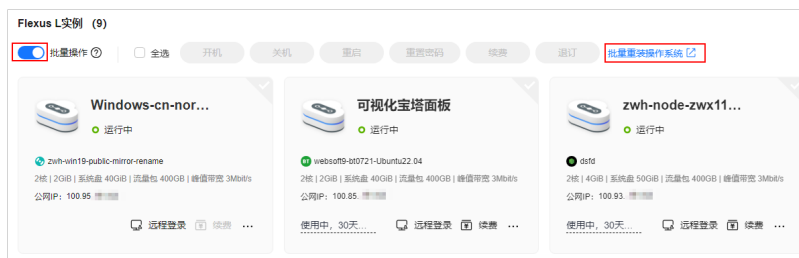 Flexus L实例 (9)
批量操作 全选 开机 关机 重启 重置密码 续费 退订 批量重装操作系统
Windows-cn-nor...
运行中
zwh-win19-public-mirror-rename
2核 | 2GiB | 系统盘 40GiB | 流量包 400GB | 峰值带宽 3Mbit/s
公网IP: 100.95
远程登录 续费 ...
可视化宝塔面板
运行中
BT websoft9-bt0721-Ubuntu22.04
2核 | 2GiB | 系统盘 40GiB | 流量包 400GB | 峰值带宽 3Mbit/s
公网IP: 100.85.
使用中，30天... 远程登录 续费 ...
zwh-node-zwx11...
运行中
dsfd
2核 | 4GiB | 系统盘 50GiB | 流量包 400GB | 峰值带宽 3Mbit/s
公网IP: 100.93.
使用中，30天... 远程登录 续费 ...